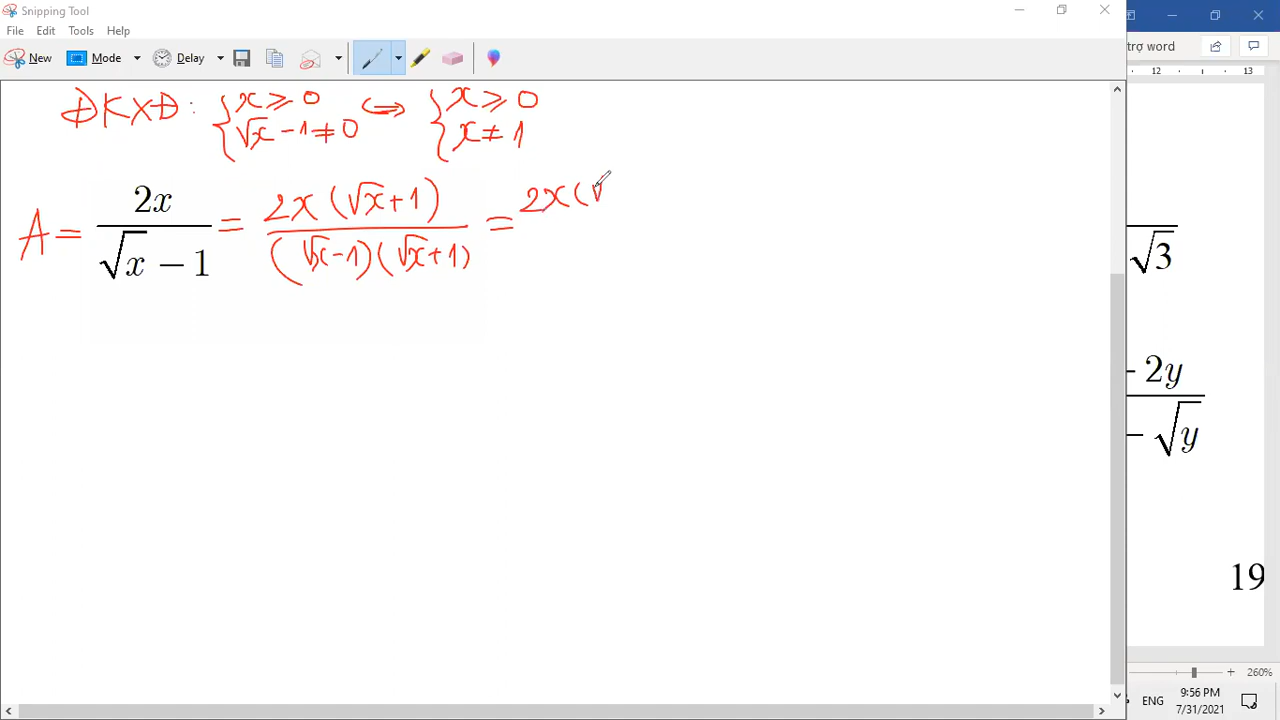 Snipping Tool
File Edit Tools Help
trợ word
New Mode Delay
12 13
ĐKXĐ: { x ≥ 0 ⇔ { x ≥ 0
√x - 1 ≠ 0 x ≠ 1
A = 2x / (√x − 1) = 2x (√x + 1) / (√x - 1)(√x + 1) = 2x (√
√3
− 2y
− √y
19
260%
ENG 9:56 PM
7/31/2021